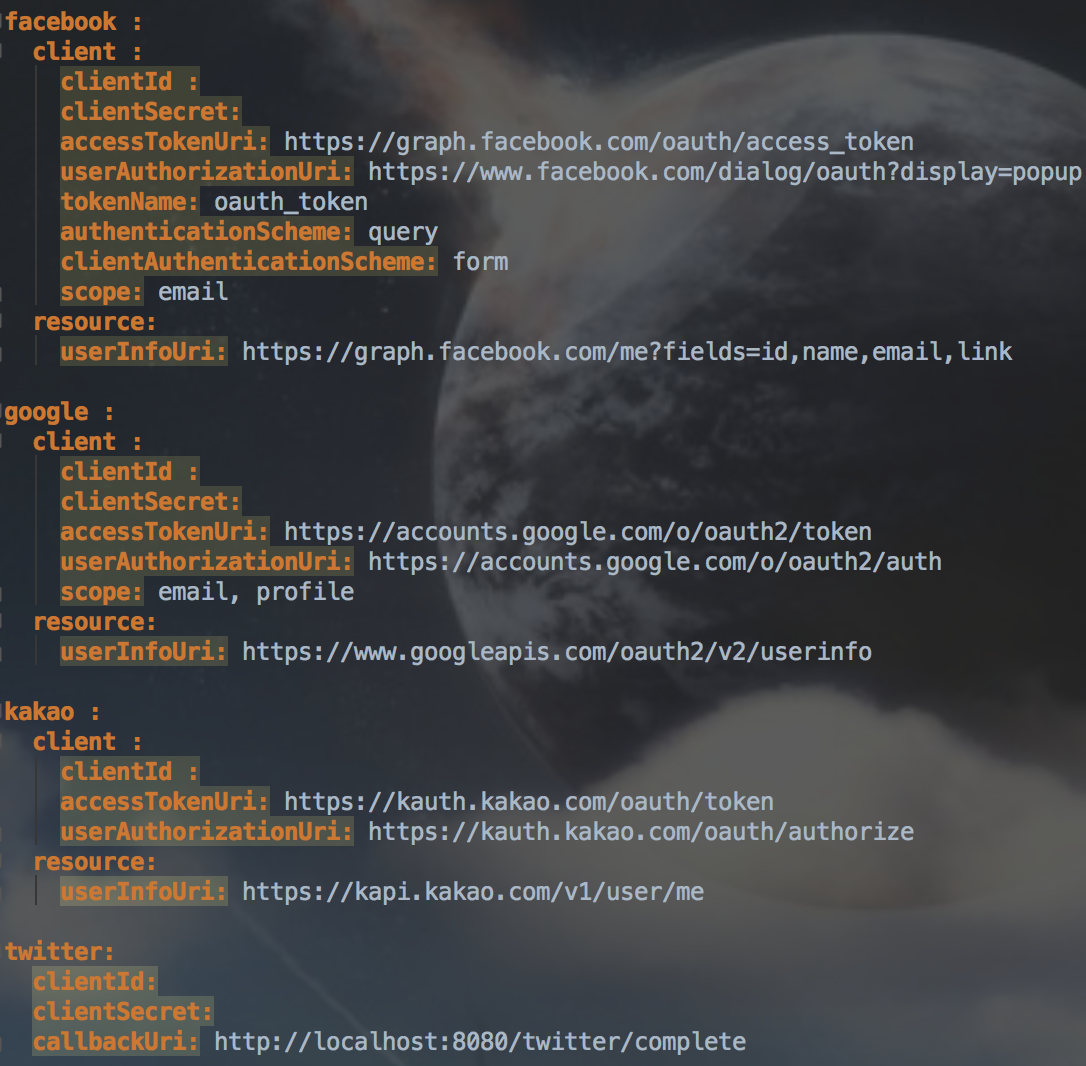 facebook :
client :
clientId :
clientSecret:
accessTokenUri: https://graph.facebook.com/oauth/access_token
userAuthorizationUri: https://www.facebook.com/dialog/oauth?display=popup
tokenName: oauth_token
authenticationScheme: query
clientAuthenticationScheme: form
scope: email
resource:
userInfoUri: https://graph.facebook.com/me?fields=id,name,email,link
google :
client :
clientId :
clientSecret:
accessTokenUri: https://accounts.google.com/o/oauth2/token
userAuthorizationUri: https://accounts.google.com/o/oauth2/auth
scope: email, profile
resource:
userInfoUri: https://www.googleapis.com/oauth2/v2/userinfo
kakao :
client :
clientId :
accessTokenUri: https://kauth.kakao.com/oauth/token
userAuthorizationUri: https://kauth.kakao.com/oauth/authorize
resource:
userInfoUri: https://kapi.kakao.com/v1/user/me
twitter:
clientId:
clientSecret:
callbackUri: http://localhost:8080/twitter/complete